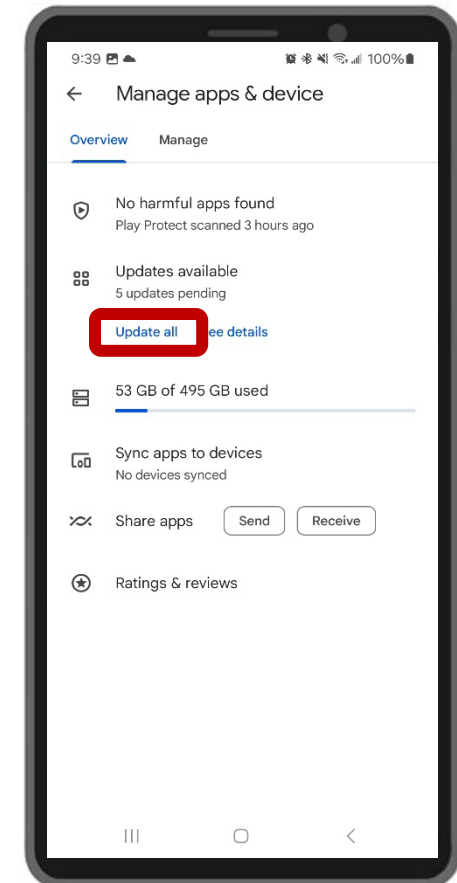 9:39 100%
Manage apps & device
Overview Manage
No harmful apps found
Play Protect scanned 3 hours ago
Updates available
5 updates pending
Update all ee details
53 GB of 495 GB used
Sync apps to devices
No devices synced
Share apps Send Receive
Ratings & reviews